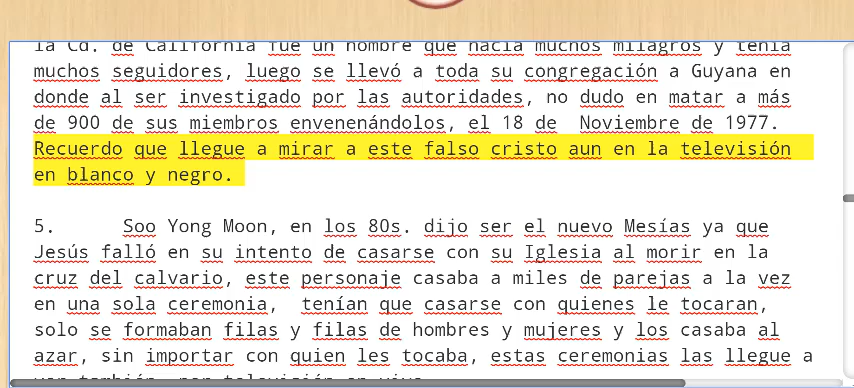 la Cd. de California fue un hombre que hacía muchos milagros y tenía
muchos seguidores, luego se llevó a toda su congregación a Guyana en
donde al ser investigado por las autoridades, no dudo en matar a más
de 900 de sus miembros envenenándolos, el 18 de  Noviembre de 1977.
Recuerdo que llegue a mirar a este falso cristo aun en la televisión
en blanco y negro.
5.      Soo Yong Moon, en los 80s. dijo ser el nuevo Mesías ya que
Jesús falló en su intento de casarse con su Iglesia al morir en la
cruz del calvario, este personaje casaba a miles de parejas a la vez
en una sola ceremonia,  tenían que casarse con quienes le tocaran,
solo se formaban filas y filas de hombres y mujeres y los casaba al
azar, sin importar con quien les tocaba, estas ceremonias las llegue a
ver también, por televisión en vivo.